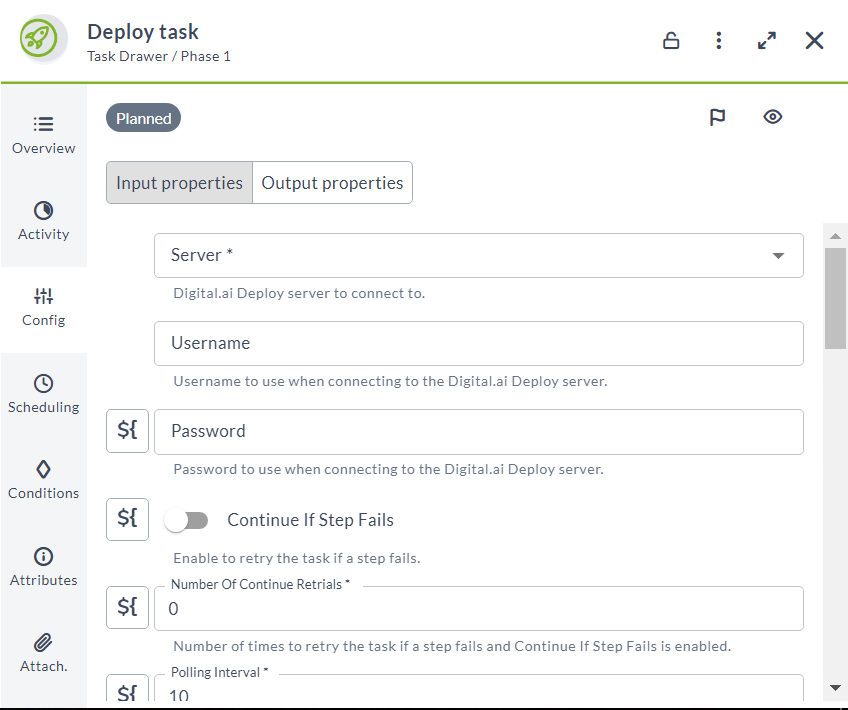 Deploy task
Task Drawer / Phase 1
Overview
Activity
Config
Scheduling
Conditions
Attributes
Attach.
Planned
Input properties
Output properties
Server *
Digital.ai Deploy server to connect to.
Username
Username to use when connecting to the Digital.ai Deploy server.
${
Password
Password to use when connecting to the Digital.ai Deploy server.
${
Continue If Step Fails
Enable to retry the task if a step fails.
Number Of Continue Retrials *
${
0
Number of times to retry the task if a step fails and Continue If Step Fails is enabled.
Polling Interval *
${
10